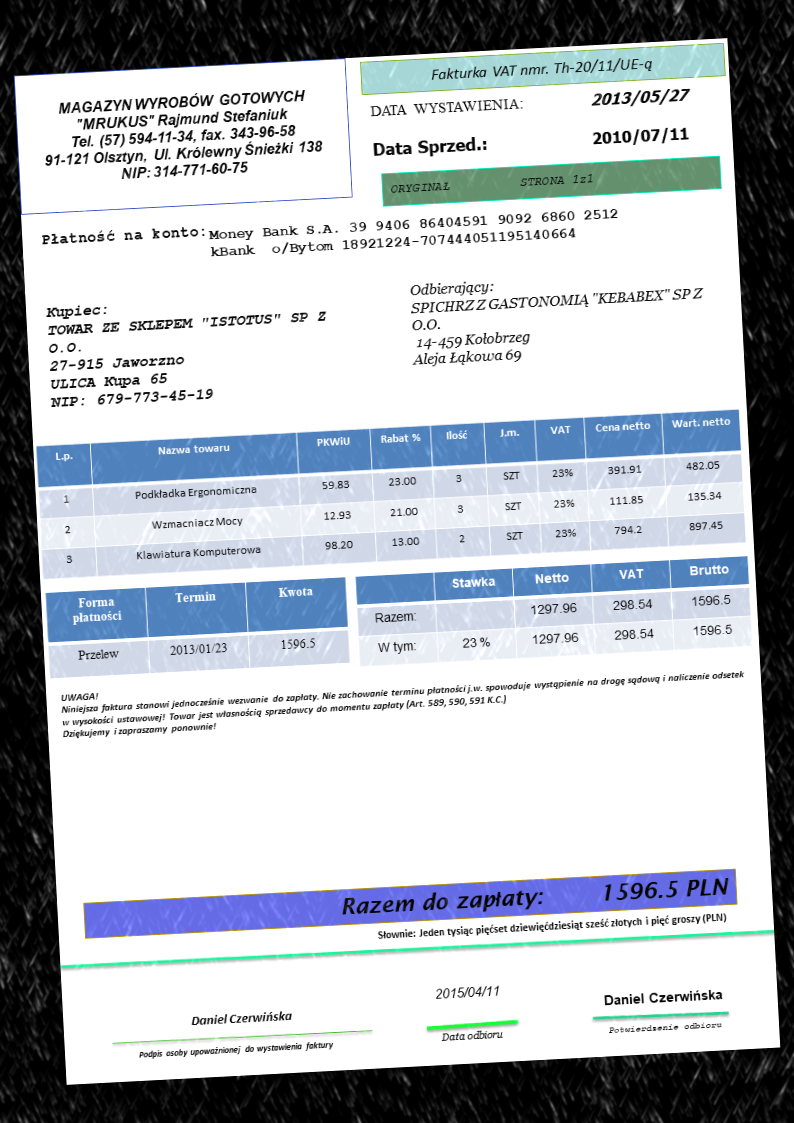 MAGAZYN WYROBÓW GOTOWYCH
"MRUKUS" Rajmund Stefaniuk
Tel. (57) 594-11-34, fax. 343-96-58
91-121 Olsztyn, Ul. Królewny Śnieżki 138
NIP: 314-771-60-75
Fakturka VAT nmr. Th-20/11/UE-q
DATA WYSTAWIENIA: 2013/05/27
Data Sprzed.: 2010/07/11
ORYGINAŁ STRONA 1z1
Płatność na konto: Money Bank S.A. 39 9406 86404591 9092 6860 2512
kBank o/Bytom 18921224-707444051195140664
Kupiec:
TOWAR ZE SKLEPEM "ISTOTUS" SP Z
O.O.
27-915 Jaworzno
ULICA Kupa 65
NIP: 679-773-45-19
Odbierający:
SPICHRZ Z GASTONOMIĄ "KEBABEX" SP Z
O.O.
14-459 Kołobrzeg
Aleja Łąkowa 69
L.p. Nazwa towaru PKWiU Rabat % Ilość J.m. VAT Cena netto Wart. netto
1 Podkładka Ergonomiczna 59.83 23.00 3 SZT 23% 391.91 482.05
2 Wzmacniacz Mocy 12.93 21.00 3 SZT 23% 111.85 135.34
3 Klawiatura Komputerowa 98.20 13.00 2 SZT 23% 794.2 897.45
Forma płatności Termin Kwota
Przelew 2013/01/23 1596.5
Stawka Netto VAT Brutto
Razem: 1297.96 298.54 1596.5
W tym: 23 % 1297.96 298.54 1596.5
UWAGA!
Niniejsza faktura stanowi jednocześnie wezwanie do zapłaty. Nie zachowanie terminu płatności j.w. spowoduje wystąpienie na drogę sądową i naliczenie odsetek
w wysokości ustawowej! Towar jest własnością sprzedawcy do momentu zapłaty (Art. 589, 590, 591 K.C.)
Dziękujemy i zapraszamy ponownie!
Razem do zapłaty: 1596.5 PLN
Słownie: Jeden tysiąc pięćset dziewięćdziesiąt sześć złotych i pięć groszy (PLN)
Daniel Czerwińska
Podpis osoby upoważnionej do wystawienia faktury
2015/04/11
Data odbioru
Daniel Czerwińska
Potwierdzenie odbioru